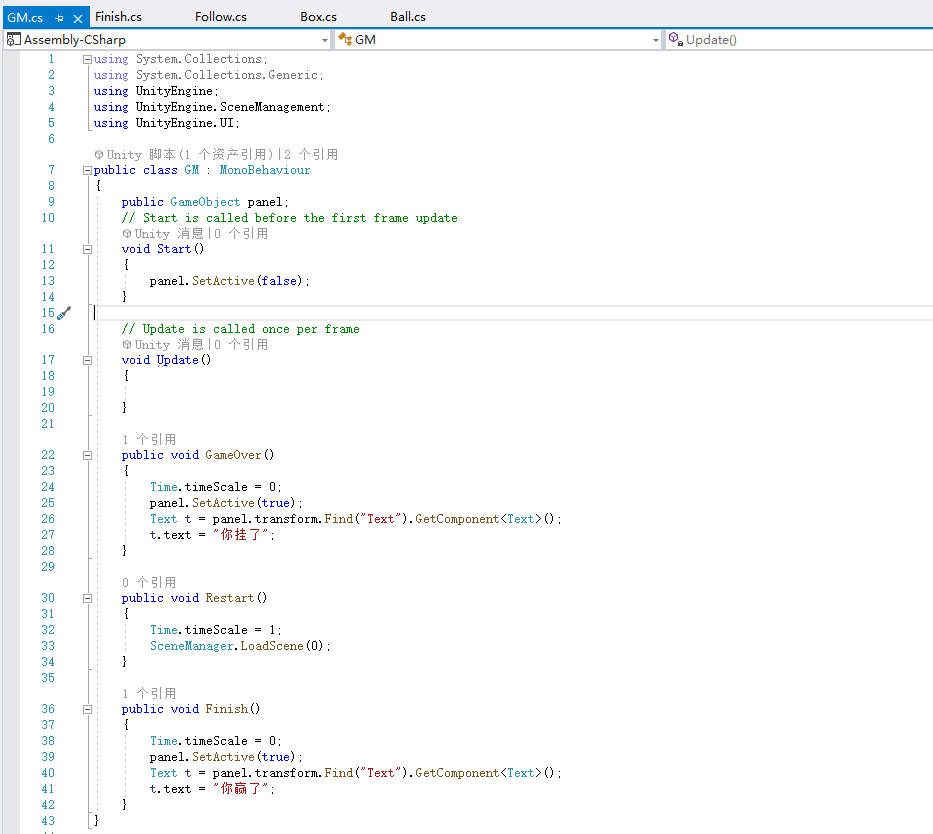 GM.cs Finish.cs Follow.cs Box.cs Ball.cs
Assembly-CSharp GM Update()
1 using System.Collections;
2 using System.Collections.Generic;
3 using UnityEngine;
4 using UnityEngine.SceneManagement;
5 using UnityEngine.UI;
6
Unity 脚本(1 个资产引用)|2 个引用
7 public class GM : MonoBehaviour
8 {
9 public GameObject panel;
10 // Start is called before the first frame update
Unity 消息|0 个引用
11 void Start()
12 {
13 panel.SetActive(false);
14 }
15
16 // Update is called once per frame
Unity 消息|0 个引用
17 void Update()
18 {
19
20 }
21
1 个引用
22 public void GameOver()
23 {
24 Time.timeScale = 0;
25 panel.SetActive(true);
26 Text t = panel.transform.Find("Text").GetComponent<Text>();
27 t.text = "你挂了";
28 }
29
0 个引用
30 public void Restart()
31 {
32 Time.timeScale = 1;
33 SceneManager.LoadScene(0);
34 }
35
1 个引用
36 public void Finish()
37 {
38 Time.timeScale = 0;
39 panel.SetActive(true);
40 Text t = panel.transform.Find("Text").GetComponent<Text>();
41 t.text = "你赢了";
42 }
43 }